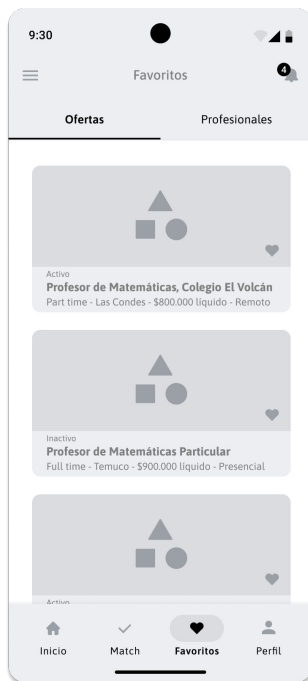 9:30
Favoritos
4
Ofertas
Profesionales
Activo
Profesor de Matemáticas, Colegio El Volcán
Part time - Las Condes - $800.000 líquido - Remoto
Inactivo
Profesor de Matemáticas Particular
Full time - Temuco - $900.000 líquido - Presencial
Activo
Inicio
Match
Favoritos
Perfil